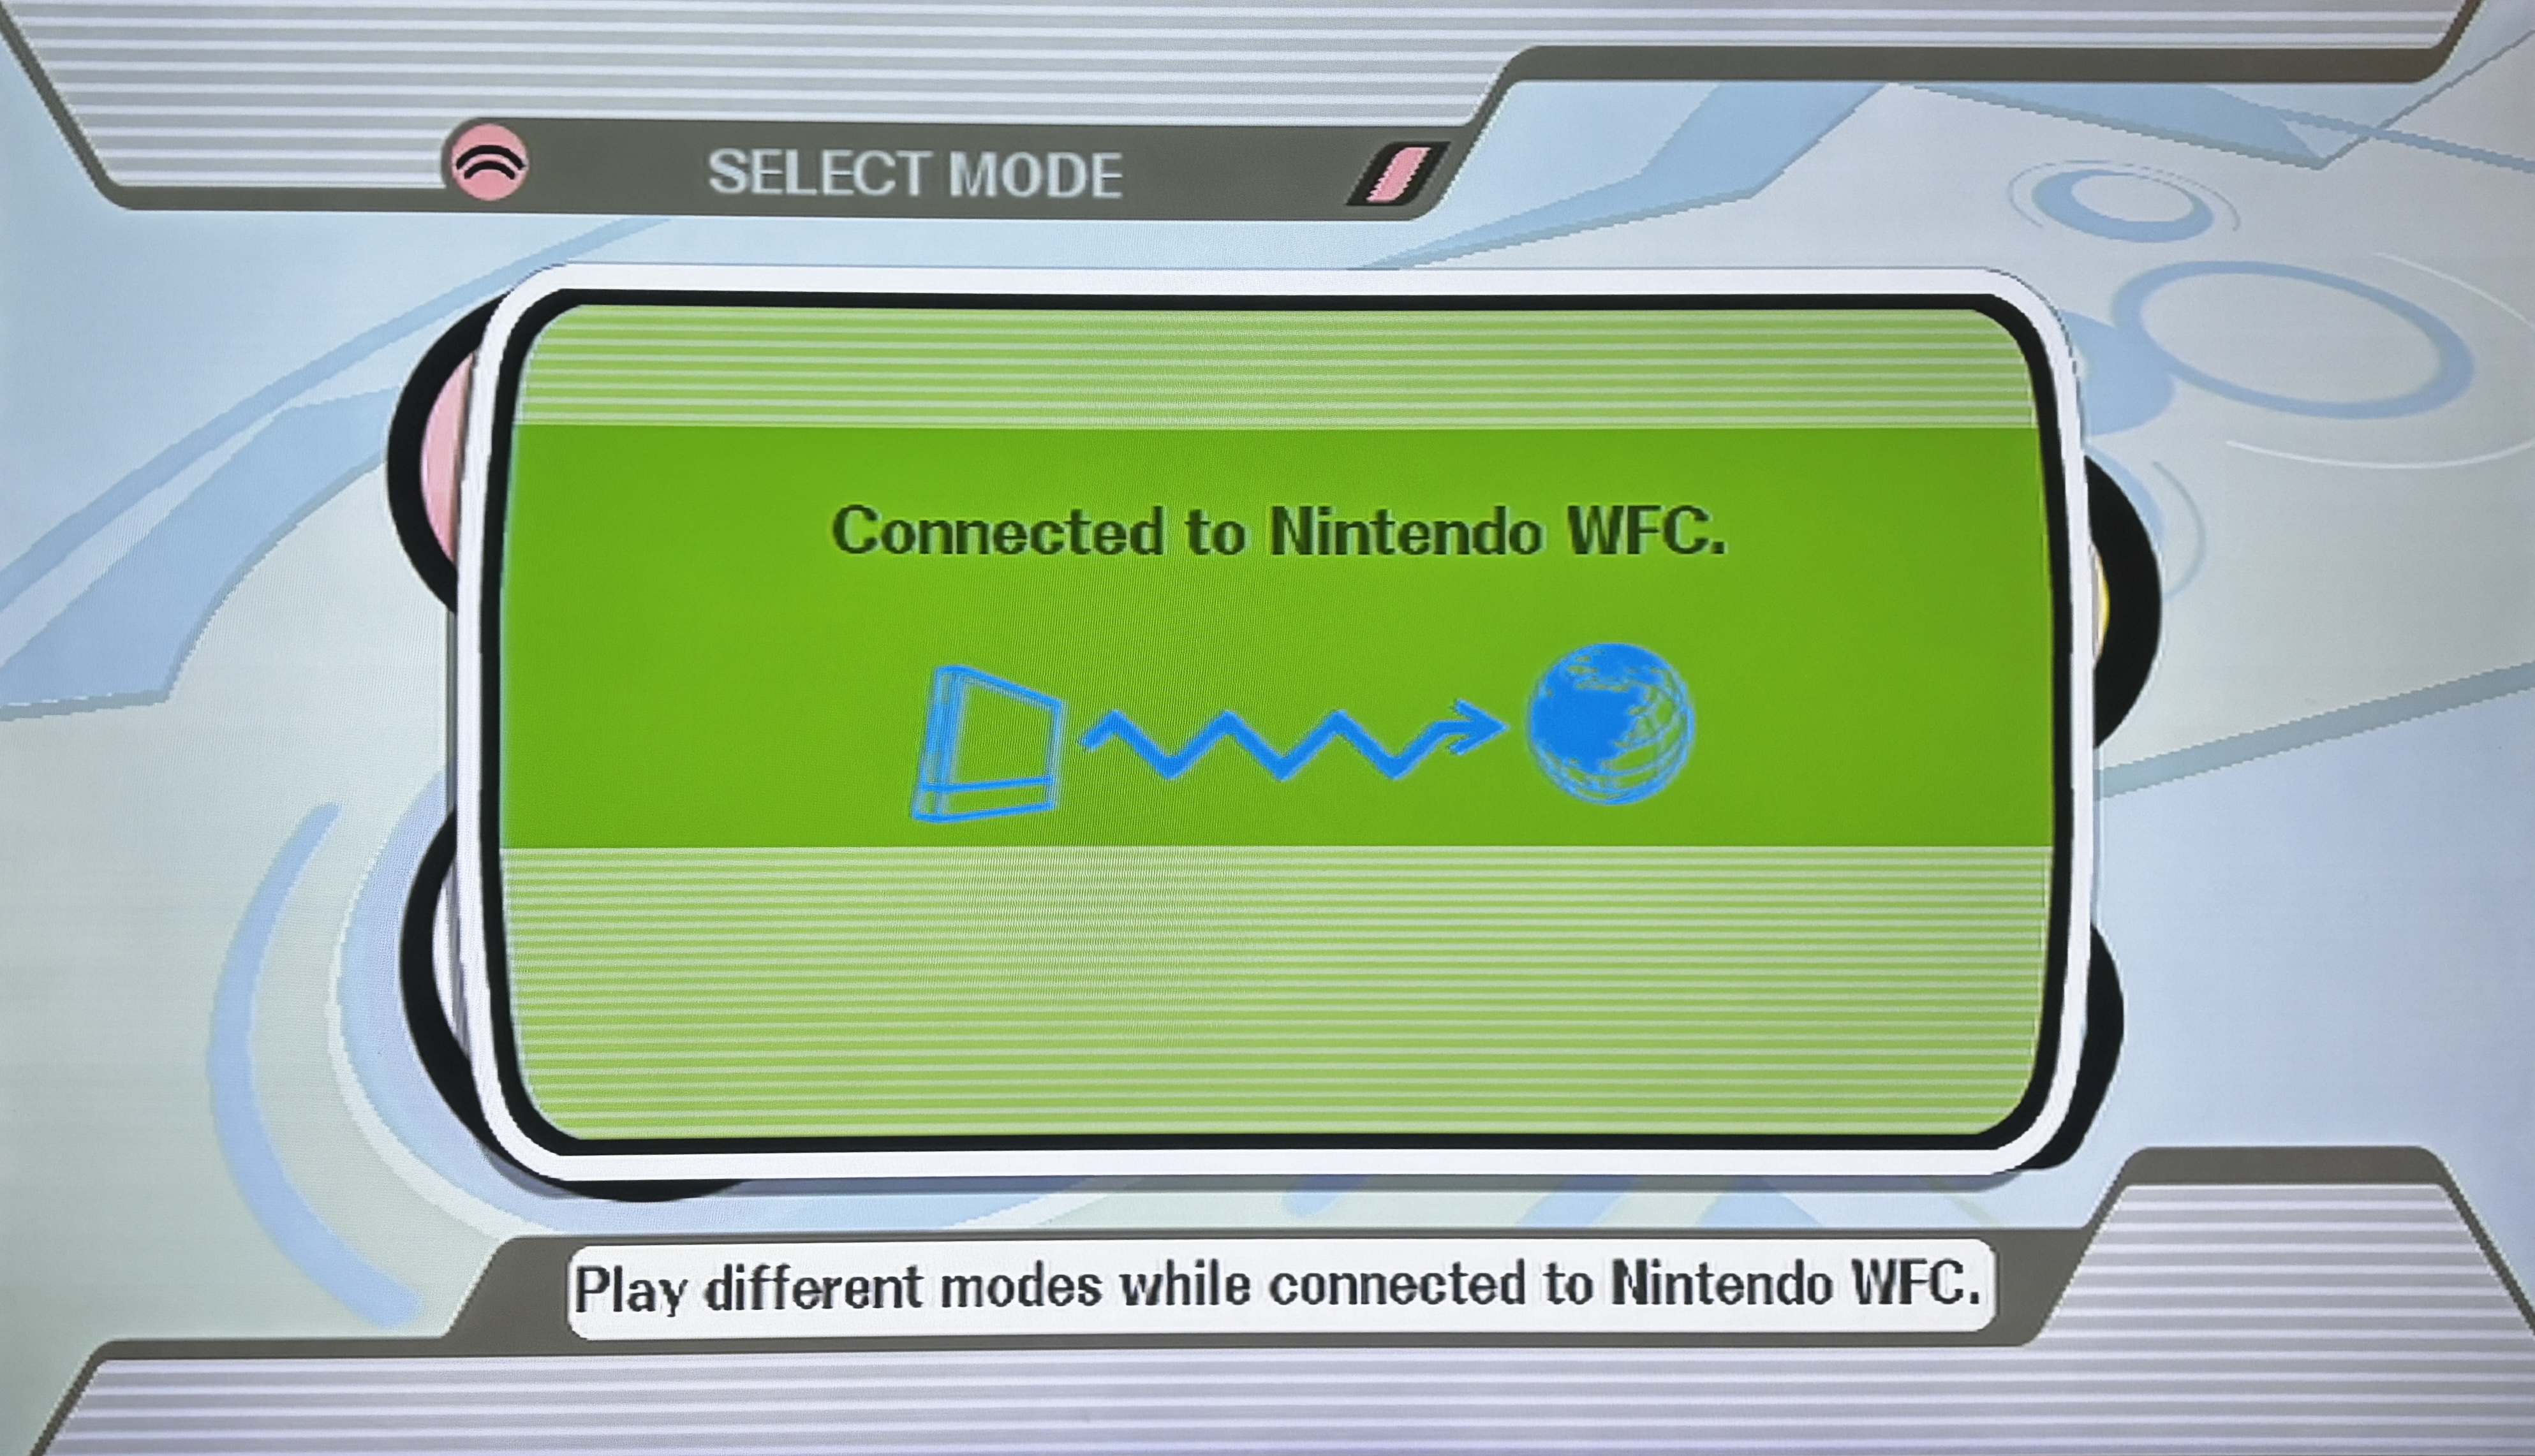 SELECT MODE
Connected to Nintendo WFC.
Play different modes while connected to Nintendo WFC.